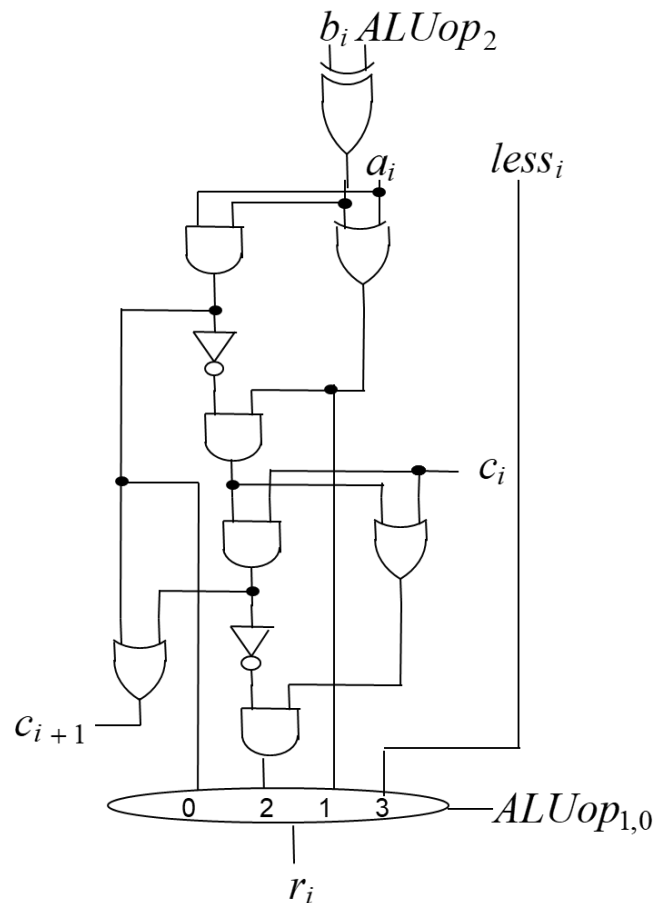 b_i ALUop_2
a_i less_i
c_i
c_{i+1}
0 2 1 3 ALUop_{1,0}
r_i